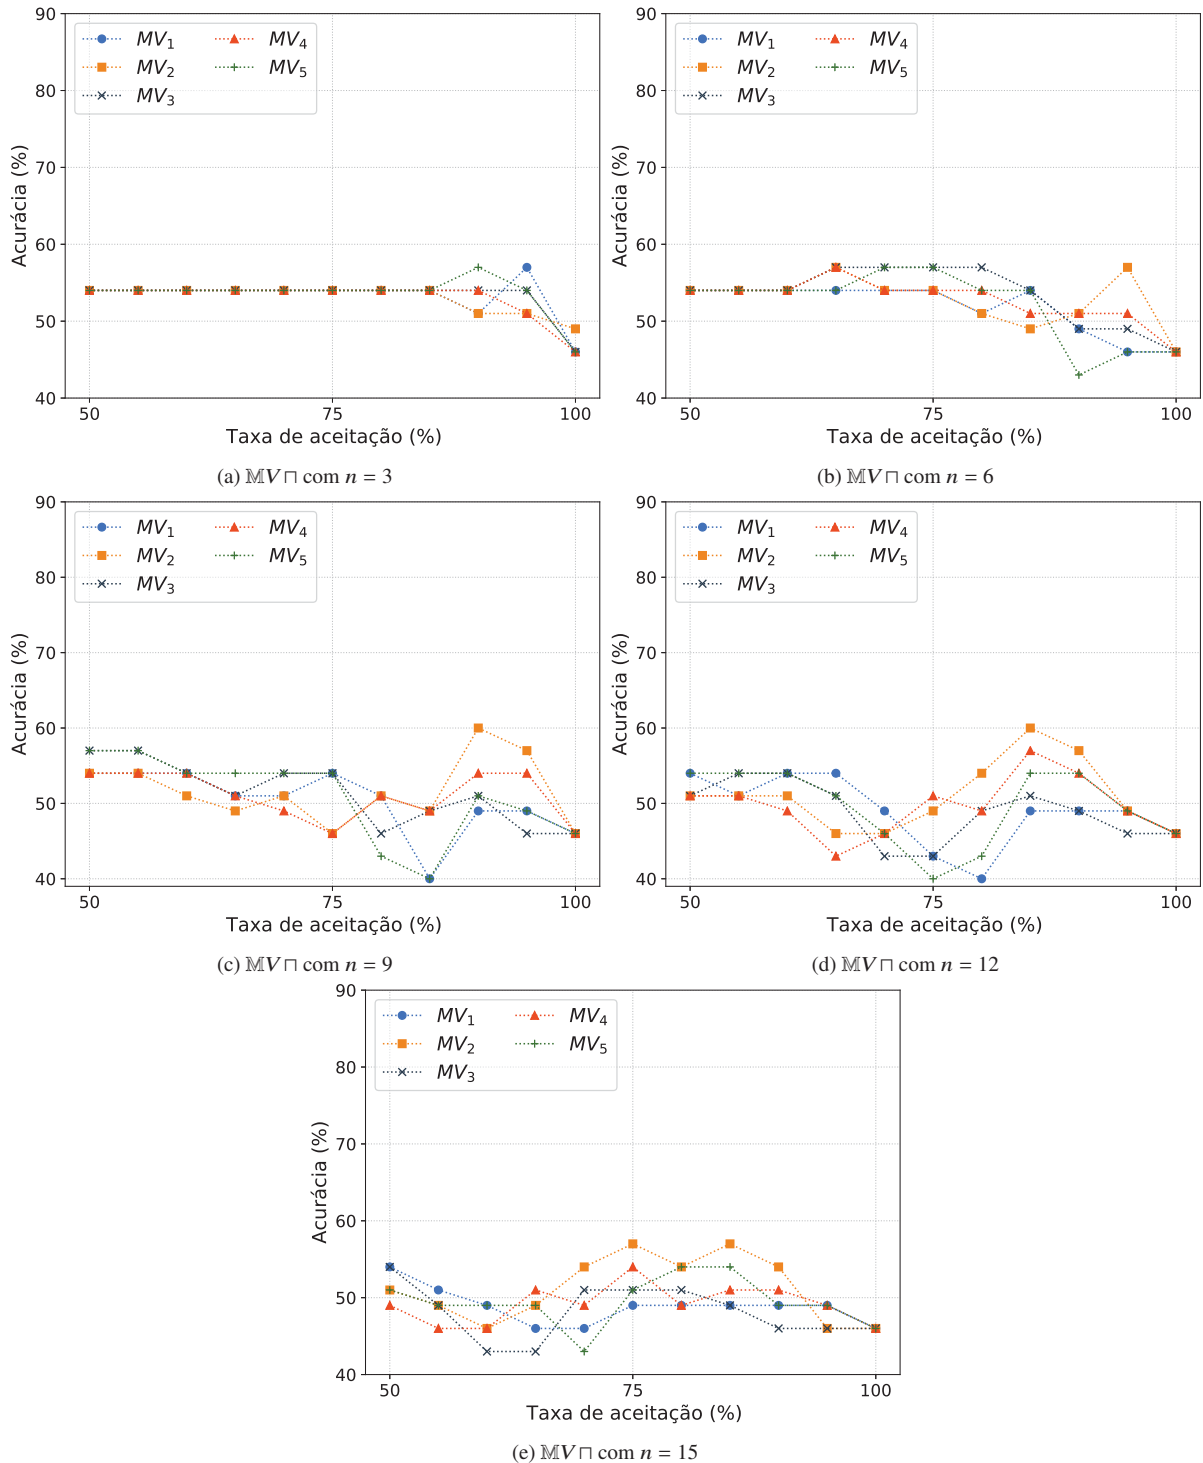 90
80
70
60
50
40
Acurácia (%)
MV1 MV4
MV2 MV5
MV3
50 75 100
Taxa de aceitação (%)
(a) 𝕄V ⊓ com n = 3
90
80
70
60
50
40
Acurácia (%)
MV1 MV4
MV2 MV5
MV3
50 75 100
Taxa de aceitação (%)
(b) 𝕄V ⊓ com n = 6
90
80
70
60
50
40
Acurácia (%)
MV1 MV4
MV2 MV5
MV3
50 75 100
Taxa de aceitação (%)
(c) 𝕄V ⊓ com n = 9
90
80
70
60
50
40
Acurácia (%)
MV1 MV4
MV2 MV5
MV3
50 75 100
Taxa de aceitação (%)
(d) 𝕄V ⊓ com n = 12
90
80
70
60
50
40
Acurácia (%)
MV1 MV4
MV2 MV5
MV3
50 75 100
Taxa de aceitação (%)
(e) 𝕄V ⊓ com n = 15